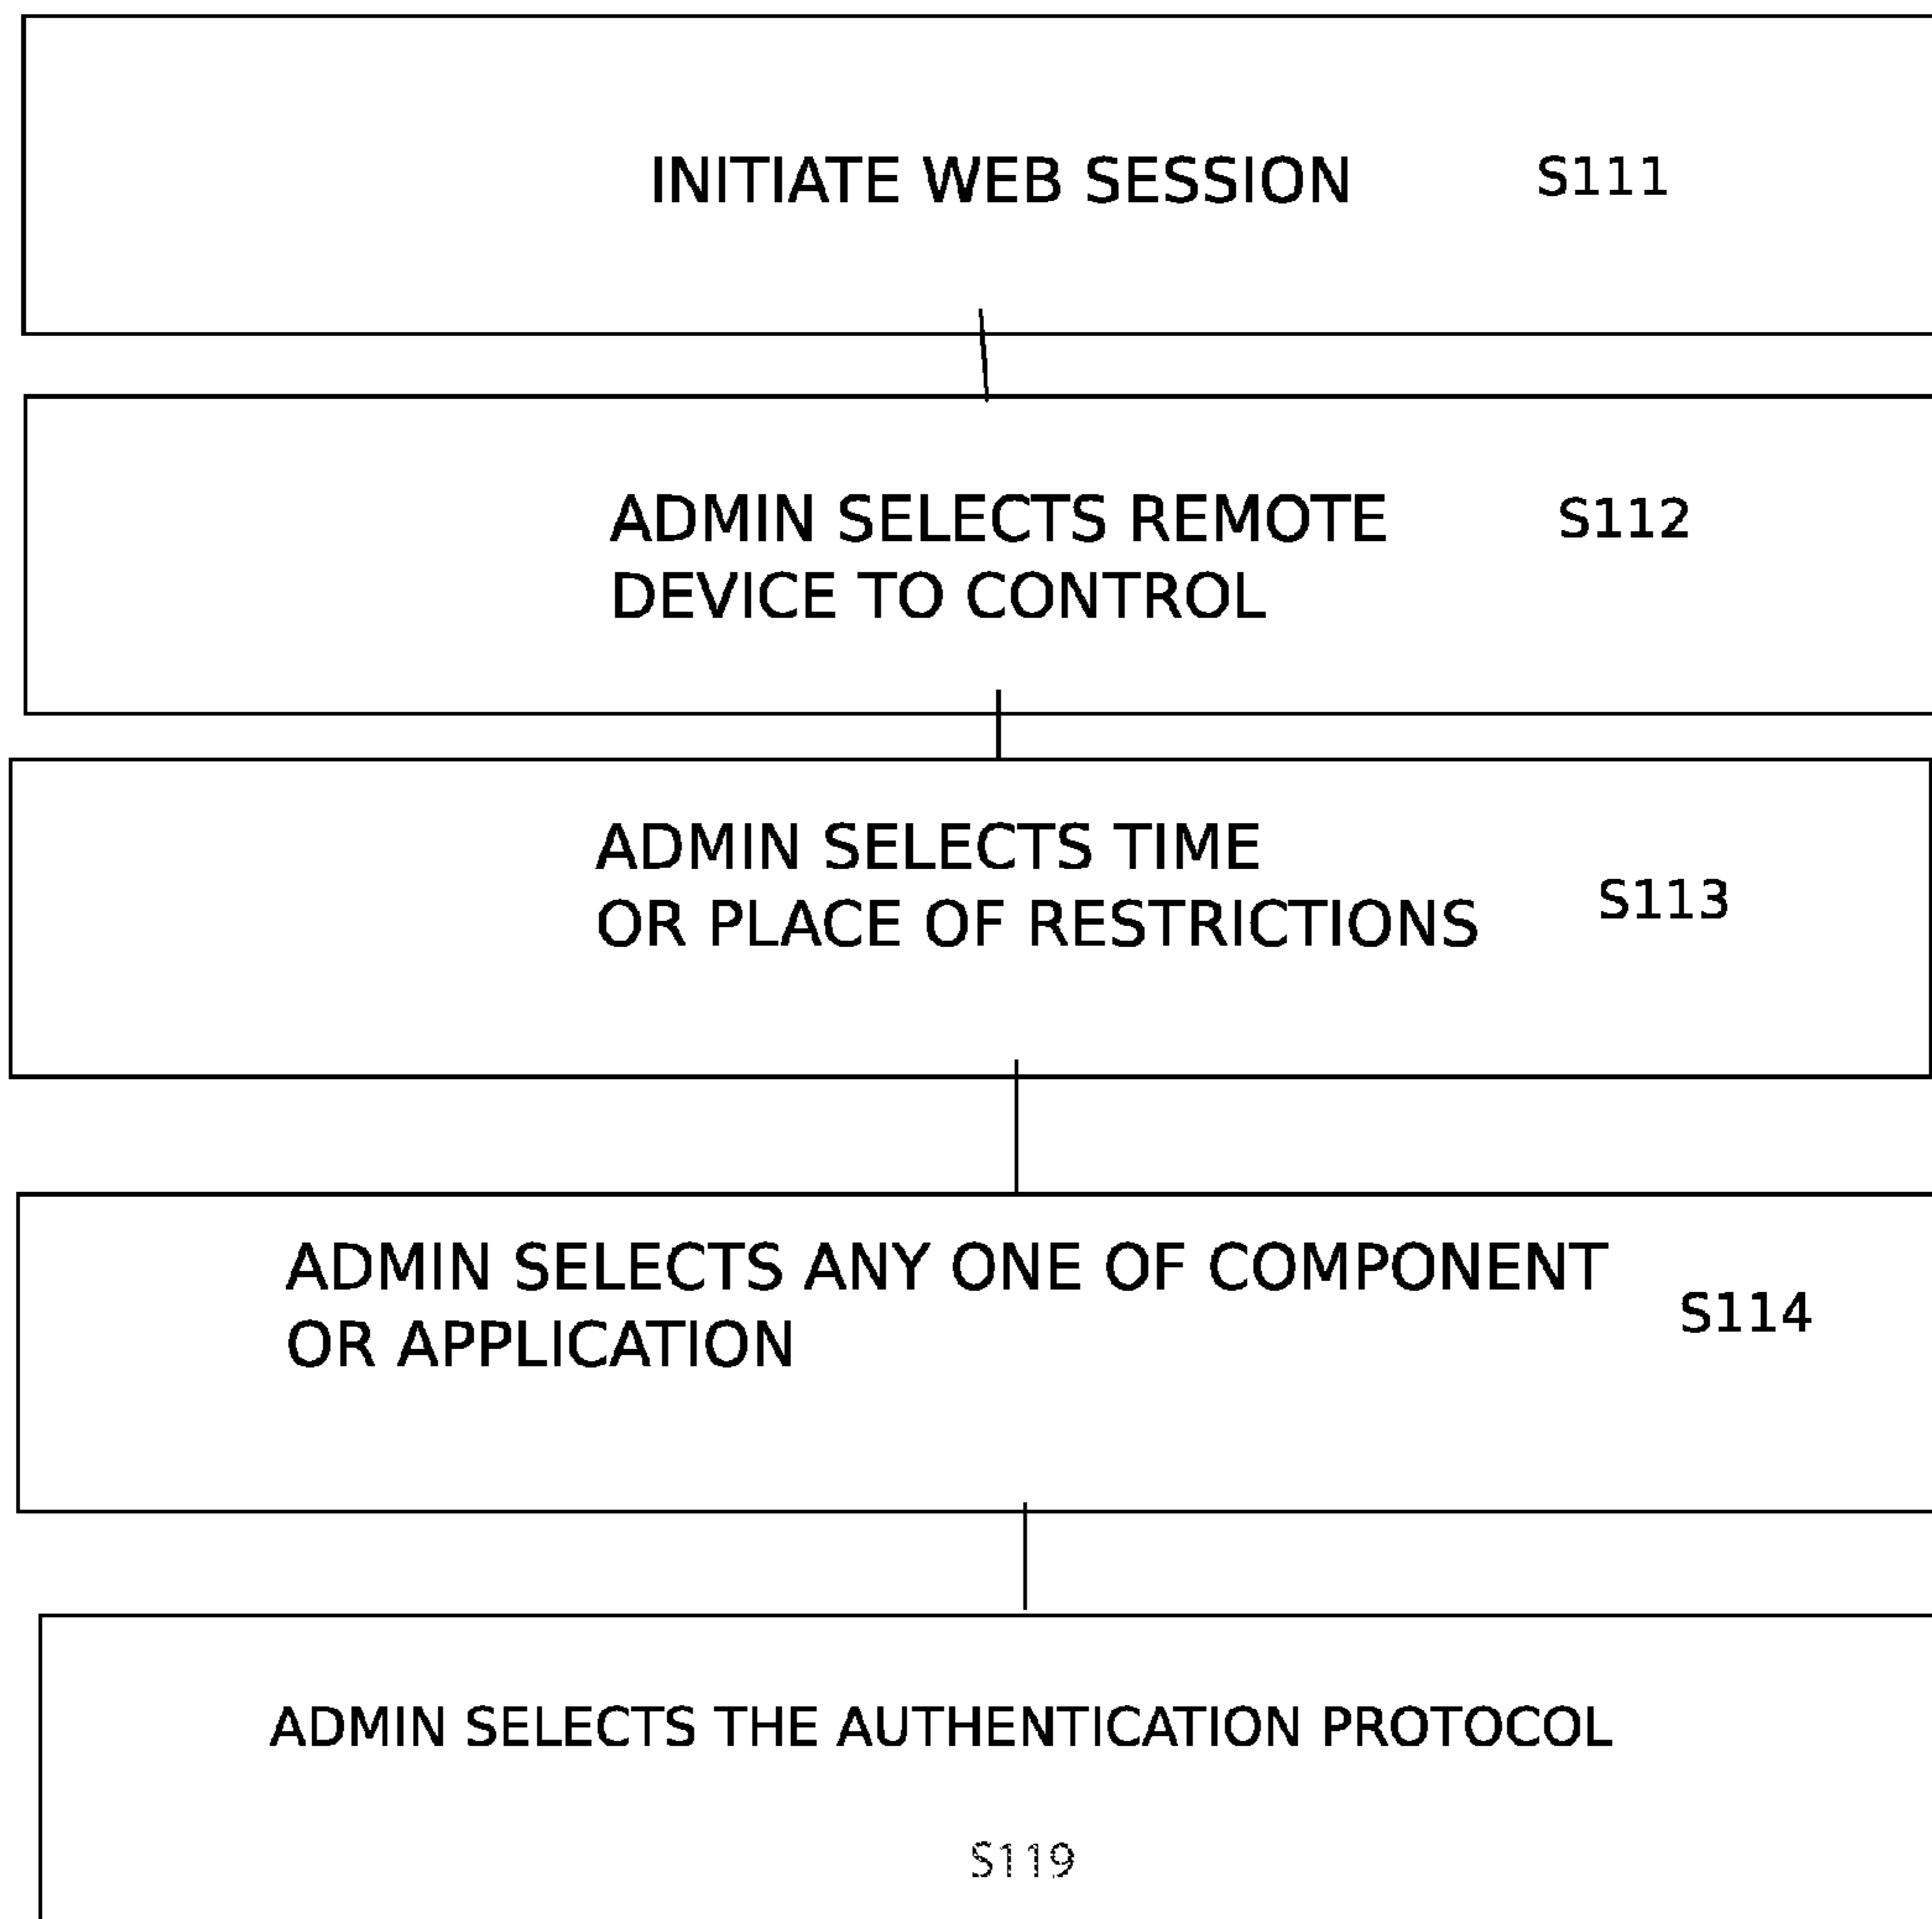 INITIATE WEB SESSION S111
ADMIN SELECTS REMOTE S112
DEVICE TO CONTROL
ADMIN SELECTS TIME
OR PLACE OF RESTRICTIONS S113
ADMIN SELECTS ANY ONE OF COMPONENT
OR APPLICATION S114
ADMIN SELECTS THE AUTHENTICATION PROTOCOL
S119